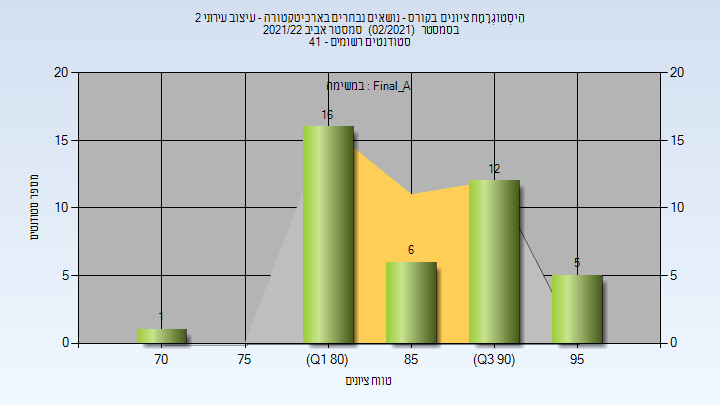 הִיסְטוֹגְרָמַת ציונים בקורס - נושאים נבחרים בארכיטקטורה - עיצוב עירוני 2
בסמסטר (02/2021) סמסטר אביב 2021/22
סטודנטים רשומים - 41
במשימה : Final_A
20 20
15 15
10 10
5 5
0 0
מספר סטודנטים
1 16 6 12 5
70 75 (Q1 80) 85 (Q3 90) 95
טווח ציונים